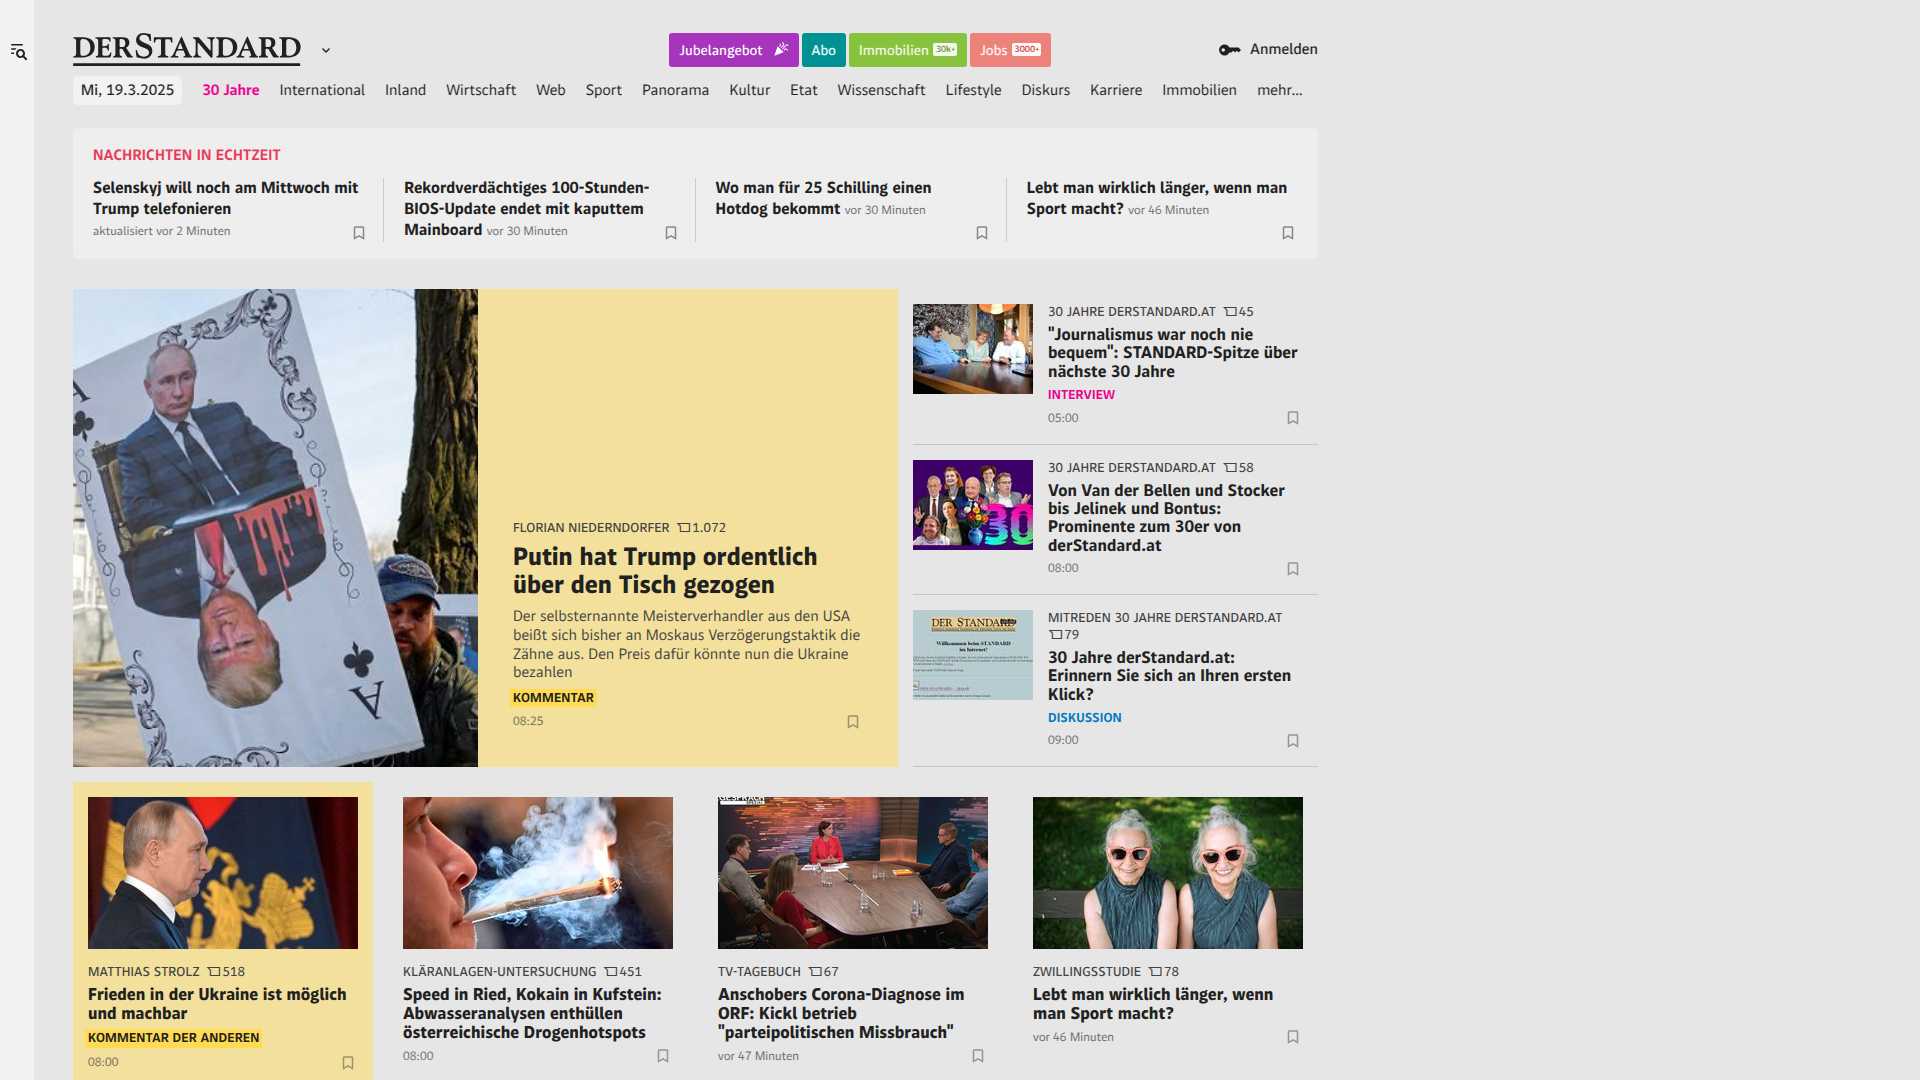 DERSTANDARD
Jubelangebot
Abo
Immobilien 30k+
Jobs 3000+
Anmelden
Mi, 19.3.2025
30 Jahre
International
Inland
Wirtschaft
Web
Sport
Panorama
Kultur
Etat
Wissenschaft
Lifestyle
Diskurs
Karriere
Immobilien
mehr...
NACHRICHTEN IN ECHTZEIT
Selenskyj will noch am Mittwoch mit
Trump telefonieren
aktualisiert vor 2 Minuten
Rekordverdächtiges 100-Stunden-
BIOS-Update endet mit kaputtem
Mainboard vor 30 Minuten
Wo man für 25 Schilling einen
Hotdog bekommt vor 30 Minuten
Lebt man wirklich länger, wenn man
Sport macht? vor 46 Minuten
A
A
FLORIAN NIEDERNDORFER 1.072
Putin hat Trump ordentlich
über den Tisch gezogen
Der selbsternannte Meisterverhandler aus den USA
beißt sich bisher an Moskaus Verzögerungstaktik die
Zähne aus. Den Preis dafür könnte nun die Ukraine
bezahlen
KOMMENTAR
08:25
30 JAHRE DERSTANDARD.AT 45
"Journalismus war noch nie
bequem": STANDARD-Spitze über
nächste 30 Jahre
INTERVIEW
05:00
30
30 JAHRE DERSTANDARD.AT 58
Von Van der Bellen und Stocker
bis Jelinek und Bontus:
Prominente zum 30er von
derStandard.at
08:00
DER STANDARD
Willkommen beim STANDARD
im Internet!
MITREDEN 30 JAHRE DERSTANDARD.AT
79
30 Jahre derStandard.at:
Erinnern Sie sich an Ihren ersten
Klick?
DISKUSSION
09:00
MATTHIAS STROLZ 518
Frieden in der Ukraine ist möglich
und machbar
KOMMENTAR DER ANDEREN
08:00
KLÄRANLAGEN-UNTERSUCHUNG 451
Speed in Ried, Kokain in Kufstein:
Abwasseranalysen enthüllen
österreichische Drogenhotspots
08:00
TV-TAGEBUCH 67
Anschobers Corona-Diagnose im
ORF: Kickl betrieb
"parteipolitischen Missbrauch"
vor 47 Minuten
ZWILLINGSSTUDIE 78
Lebt man wirklich länger, wenn
man Sport macht?
vor 46 Minuten